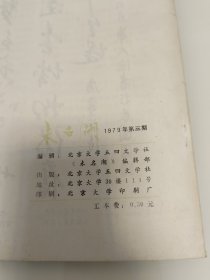 未名湖
1979年第三期
编辑：北京大学五四文学社
《未名湖》编辑部
出版：北京大学五四文学社
地址：北京大学36楼111号
印刷：北京大学印刷厂
工本费：0.30元